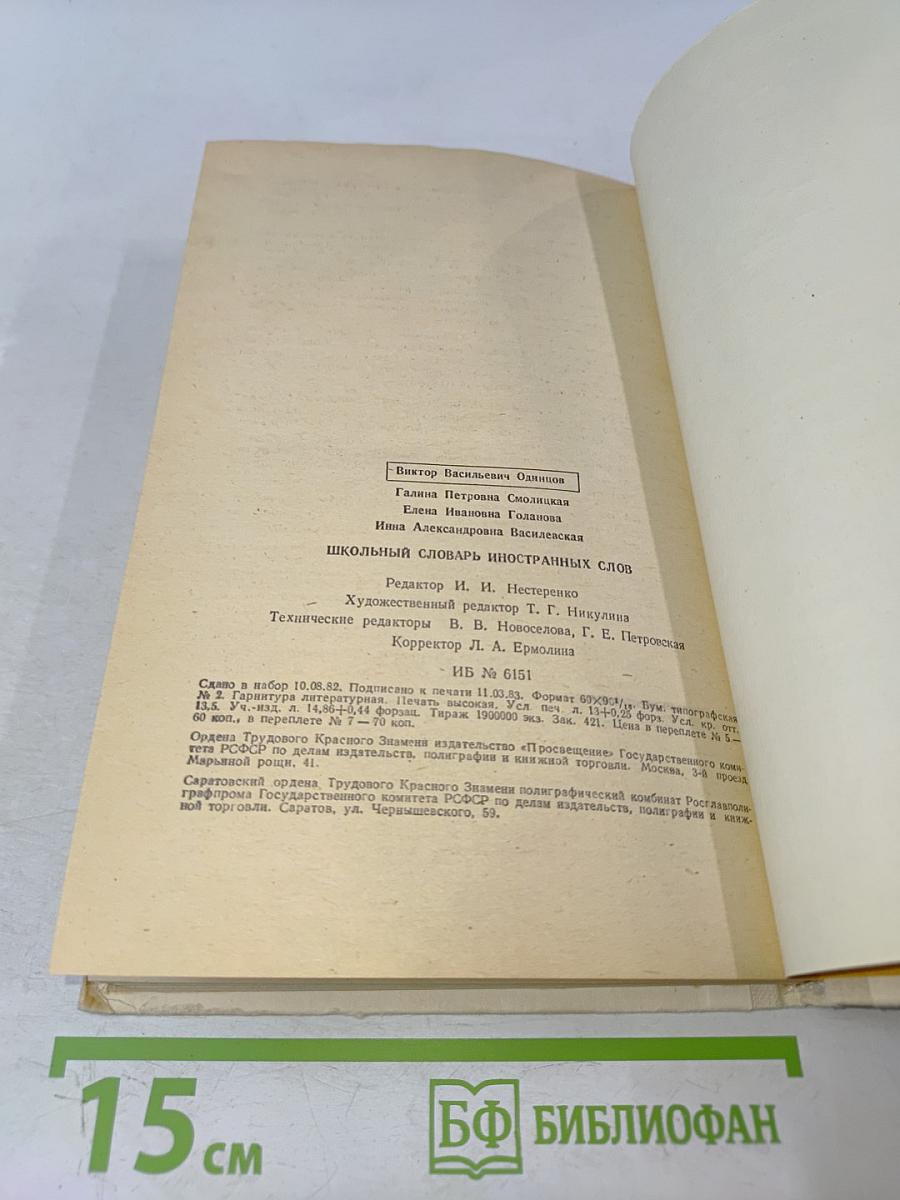 Виктор Васильевич Одинцов
Галина Петровна Смолицкая
Елена Ивановна Голанова
Инна Александровна Василевская
ШКОЛЬНЫЙ СЛОВАРЬ ИНОСТРАННЫХ СЛОВ
Редактор И. И. Нестеренко
Художественный редактор Т. Г. Никулина
Технические редакторы В. В. Новоселова, Г. Е. Петровская
Корректор Л. А. Ермолина
ИБ № 6151
Сдано в набор 10.08.82. Подписано к печати 11.03.83. Формат 60×90¹/₁₆. Бум. типографская
№ 2. Гарнитура литературная. Печать высокая. Усл. печ. л. 13+0,25 форз. Усл. кр. отт.
13,5. Уч.-изд. л. 14,86+0,44 форзац. Тираж 1900000 экз. Зак. 421. Цена в переплете № 5—
60 коп., в переплете № 7 — 70 коп.
Ордена Трудового Красного Знамени издательство «Просвещение» Государственного коми-
тета РСФСР по делам издательств, полиграфии и книжной торговли. Москва, 3-й проезд
Марьиной рощи, 41.
Саратовский ордена Трудового Красного Знамени полиграфический комбинат Росглавполи-
графпрома Государственного комитета РСФСР по делам издательств, полиграфии и книж-
ной торговли. Саратов, ул. Чернышевского, 59.
15 см
БФ БИБЛИОФАН